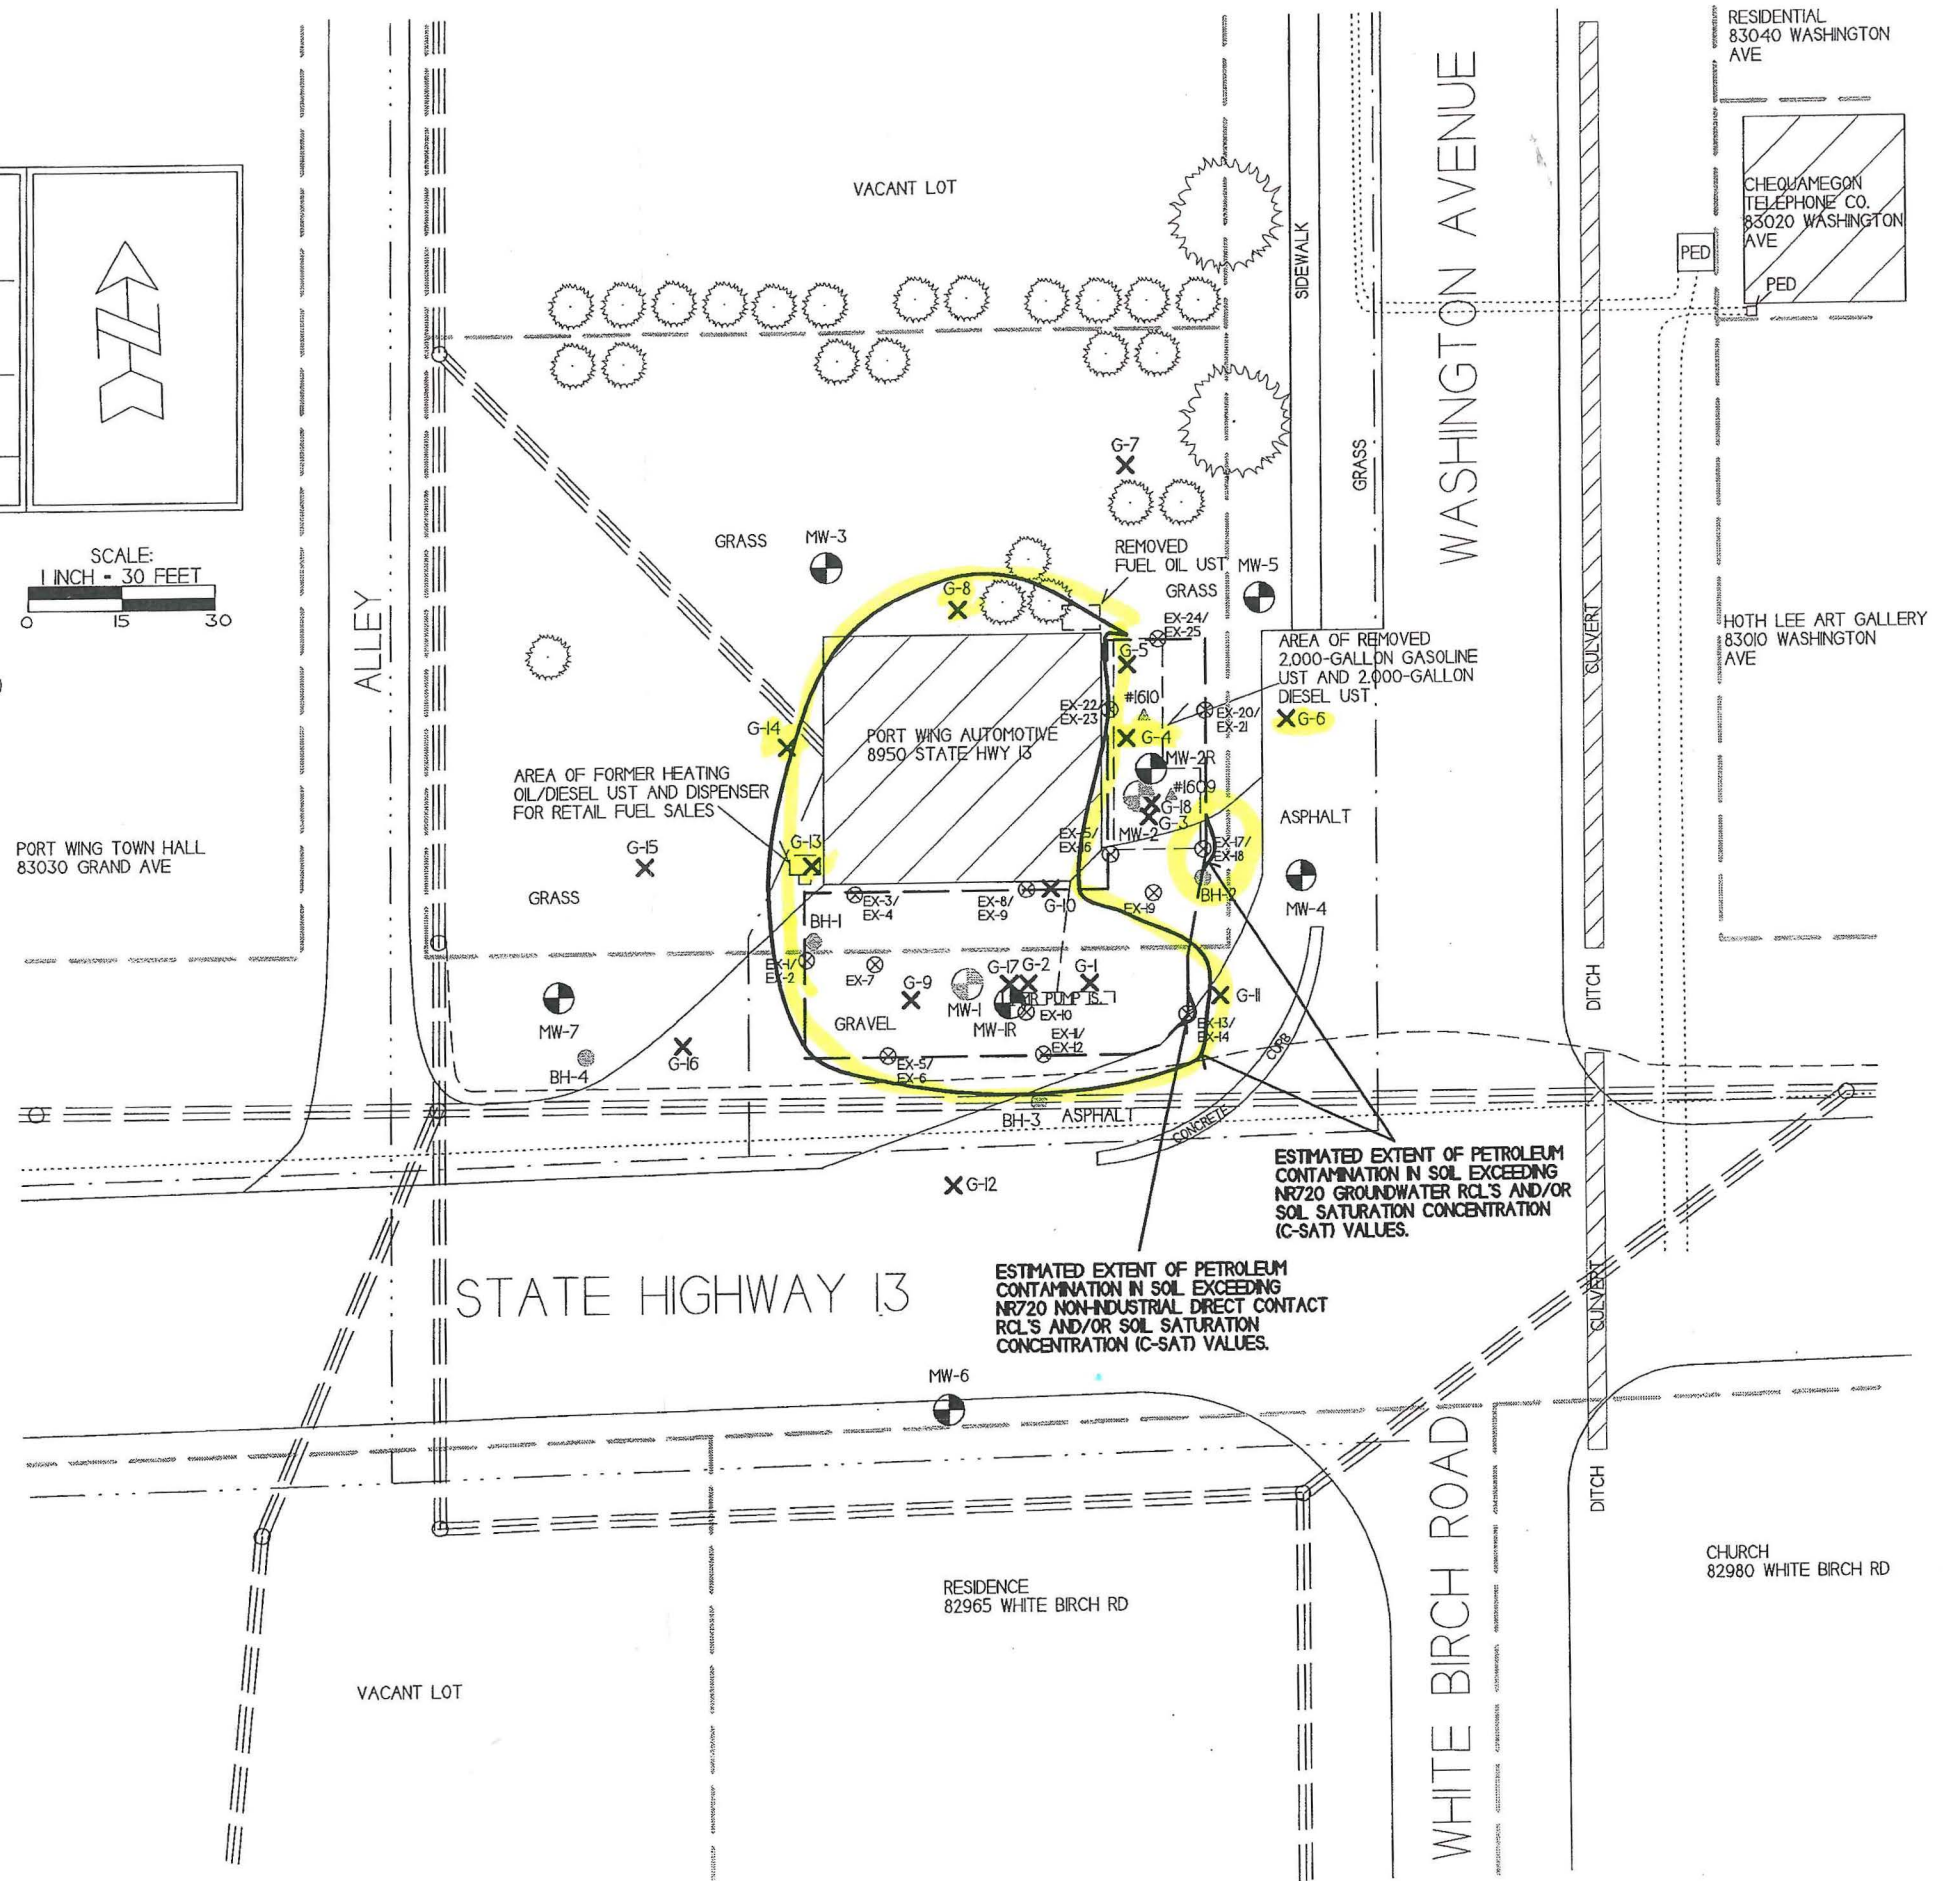 RESIDENTIAL
83040 WASHINGTON
AVE
WASHINGTON AVENUE
VACANT LOT
SIDEWALK
CHEQUAMEGON
TELEPHONE CO.
83020 WASHINGTON
AVE
PED
PED
N
GRASS
G-7
SCALE:
1 INCH = 30 FEET
0 15 30
GRASS
MW-3
REMOVED
FUEL OIL UST
MW-5
GRASS
G-8
ALLEY
CULVERT
HOTH LEE ART GALLERY
83010 WASHINGTON
AVE
EX-24/
EX-25
AREA OF REMOVED
2,000-GALLON GASOLINE
UST AND 2,000-GALLON
DIESEL UST
G-5
#1610
EX-22/
EX-23
EX-20/
EX-21
G-6
G-14
PORT WING AUTOMOTIVE
8950 STATE HWY 13
G-4
MW-2R
AREA OF FORMER HEATING
OIL/DIESEL UST AND DISPENSER
FOR RETAIL FUEL SALES
#1609
G-18
G-3
MW-2
ASPHALT
PORT WING TOWN HALL
83030 GRAND AVE
G-15
G-13
EX-17/
EX-18
GRASS
EX-3/
EX-4
EX-8/
EX-9
G-10
EX-19
BH-2
MW-4
BH-1
EX-1/
EX-2
EX-7
G-9
G-17
G-2
G-1
G-11
DITCH
MW-7
GRAVEL
MW-1
MW-1R
PUMP IS.
EX-10
EX-11/
EX-12
EX-13/
EX-14
CURB
BH-4
G-16
EX-5/
EX-6
BH-3
ASPHALT
CONCRETE
ESTIMATED EXTENT OF PETROLEUM
CONTAMINATION IN SOIL EXCEEDING
NR720 GROUNDWATER RCL'S AND/OR
SOIL SATURATION CONCENTRATION
(C-SAT) VALUES.
G-12
ESTIMATED EXTENT OF PETROLEUM
CONTAMINATION IN SOIL EXCEEDING
NR720 NON-INDUSTRIAL DIRECT CONTACT
RCL'S AND/OR SOIL SATURATION
CONCENTRATION (C-SAT) VALUES.
STATE HIGHWAY 13
CULVERT
MW-6
DITCH
WHITE BIRCH ROAD
CHURCH
82980 WHITE BIRCH RD
RESIDENCE
82965 WHITE BIRCH RD
VACANT LOT